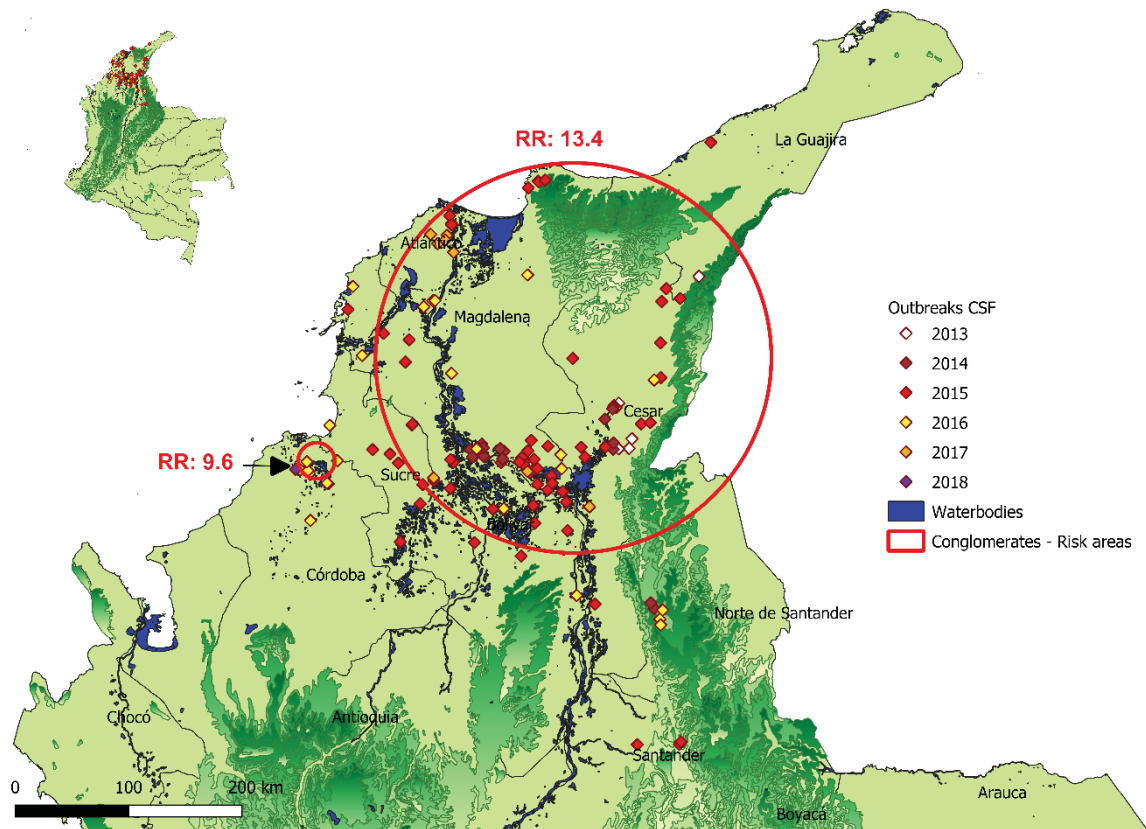 RR: 13.4
La Guajira
Atlántico
Magdalena
Outbreaks CSF
2013
2014
2015
2016
2017
2018
Waterbodies
Conglomerates - Risk areas
Cesar
RR: 9.6
Sucre
Bolívar
Córdoba
Norte de Santander
Chocó
Antioquia
Santander
0 100 200 km
Arauca
Boyacá